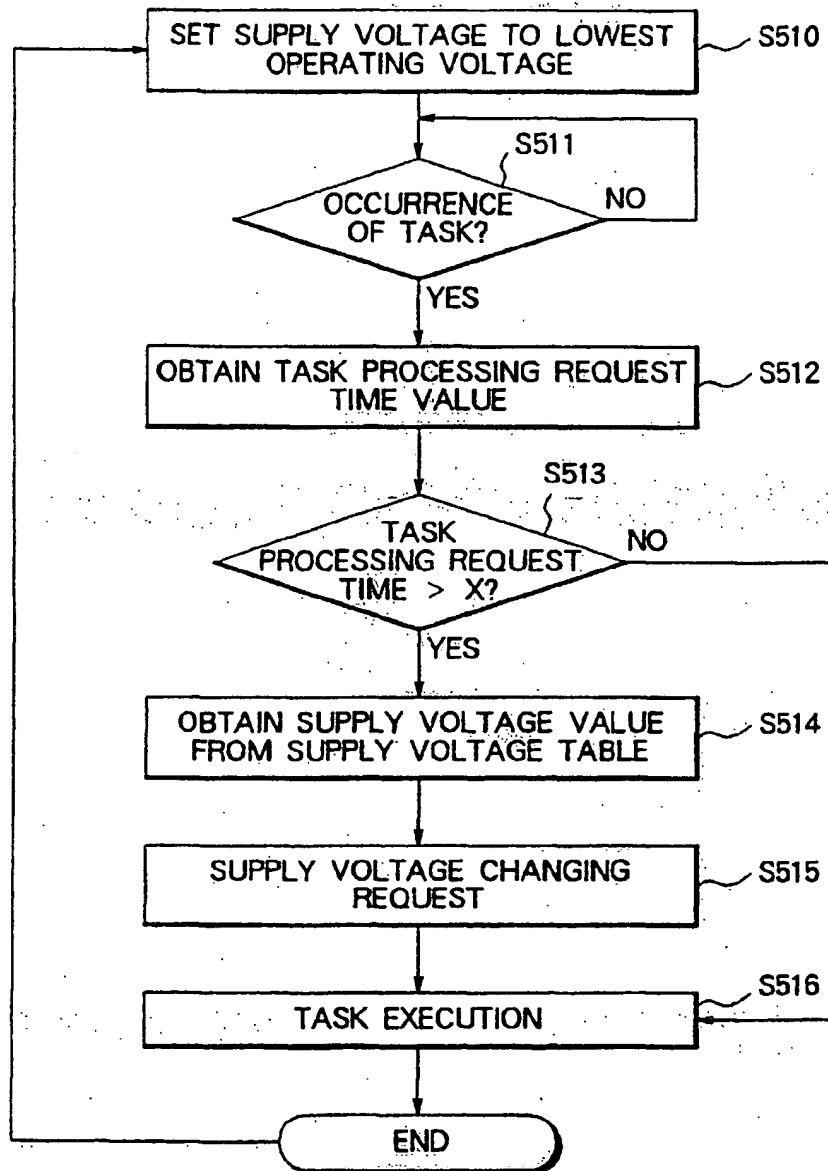 SET SUPPLY VOLTAGE TO LOWEST
OPERATING VOLTAGE
S510
S511
OCCURRENCE
OF TASK?
NO
YES
OBTAIN TASK PROCESSING REQUEST
TIME VALUE
S512
S513
TASK
PROCESSING REQUEST
TIME > X?
NO
YES
OBTAIN SUPPLY VOLTAGE VALUE
FROM SUPPLY VOLTAGE TABLE
S514
SUPPLY VOLTAGE CHANGING
REQUEST
S515
TASK EXECUTION
S516
END